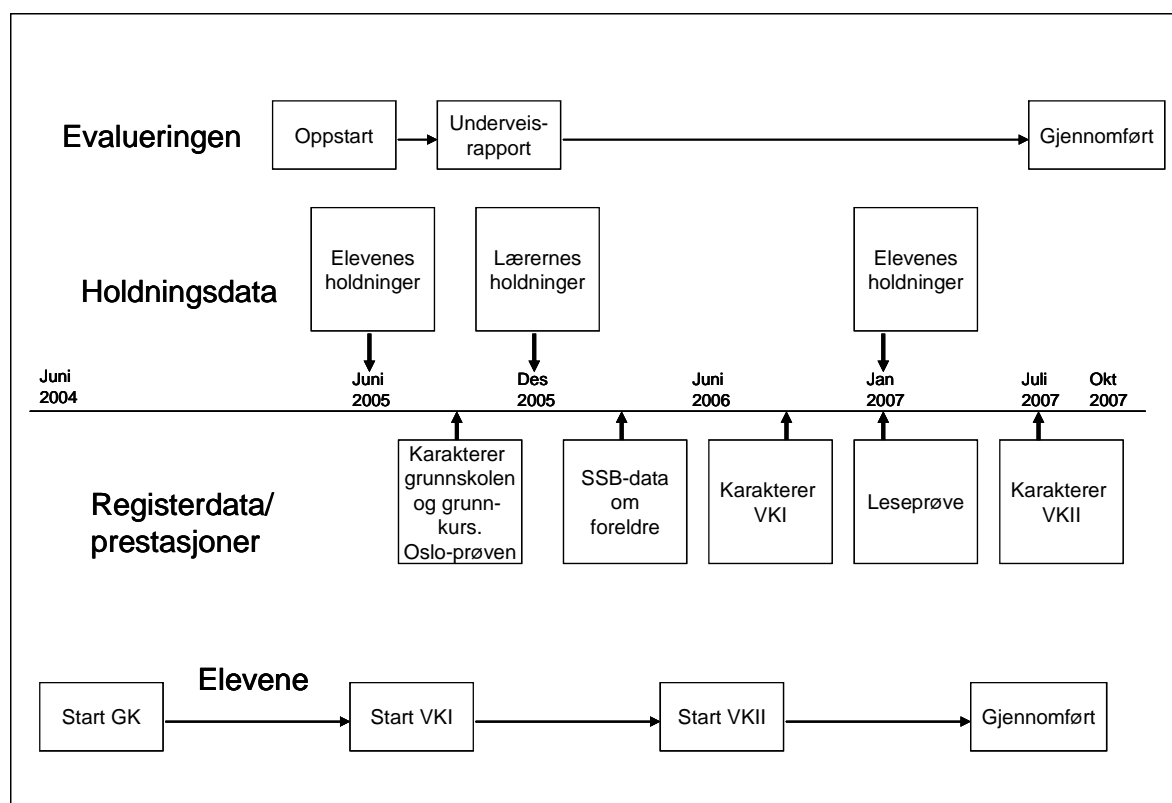 Evalueringen
Oppstart
Underveis-
rapport
Gjennomført
Holdningsdata
Elevenes
holdninger
Lærernes
holdninger
Elevenes
holdninger
Juni
2004
Juni
2005
Des
2005
Juni
2006
Jan
2007
Juli
2007
Okt
2007
Registerdata/
prestasjoner
Karakterer
grunnskolen
og grunn-
kurs.
Oslo-prøven
SSB-data
om
foreldre
Karakterer
VKI
Leseprøve
Karakterer
VKII
Elevene
Start GK
Start VKI
Start VKII
Gjennomført